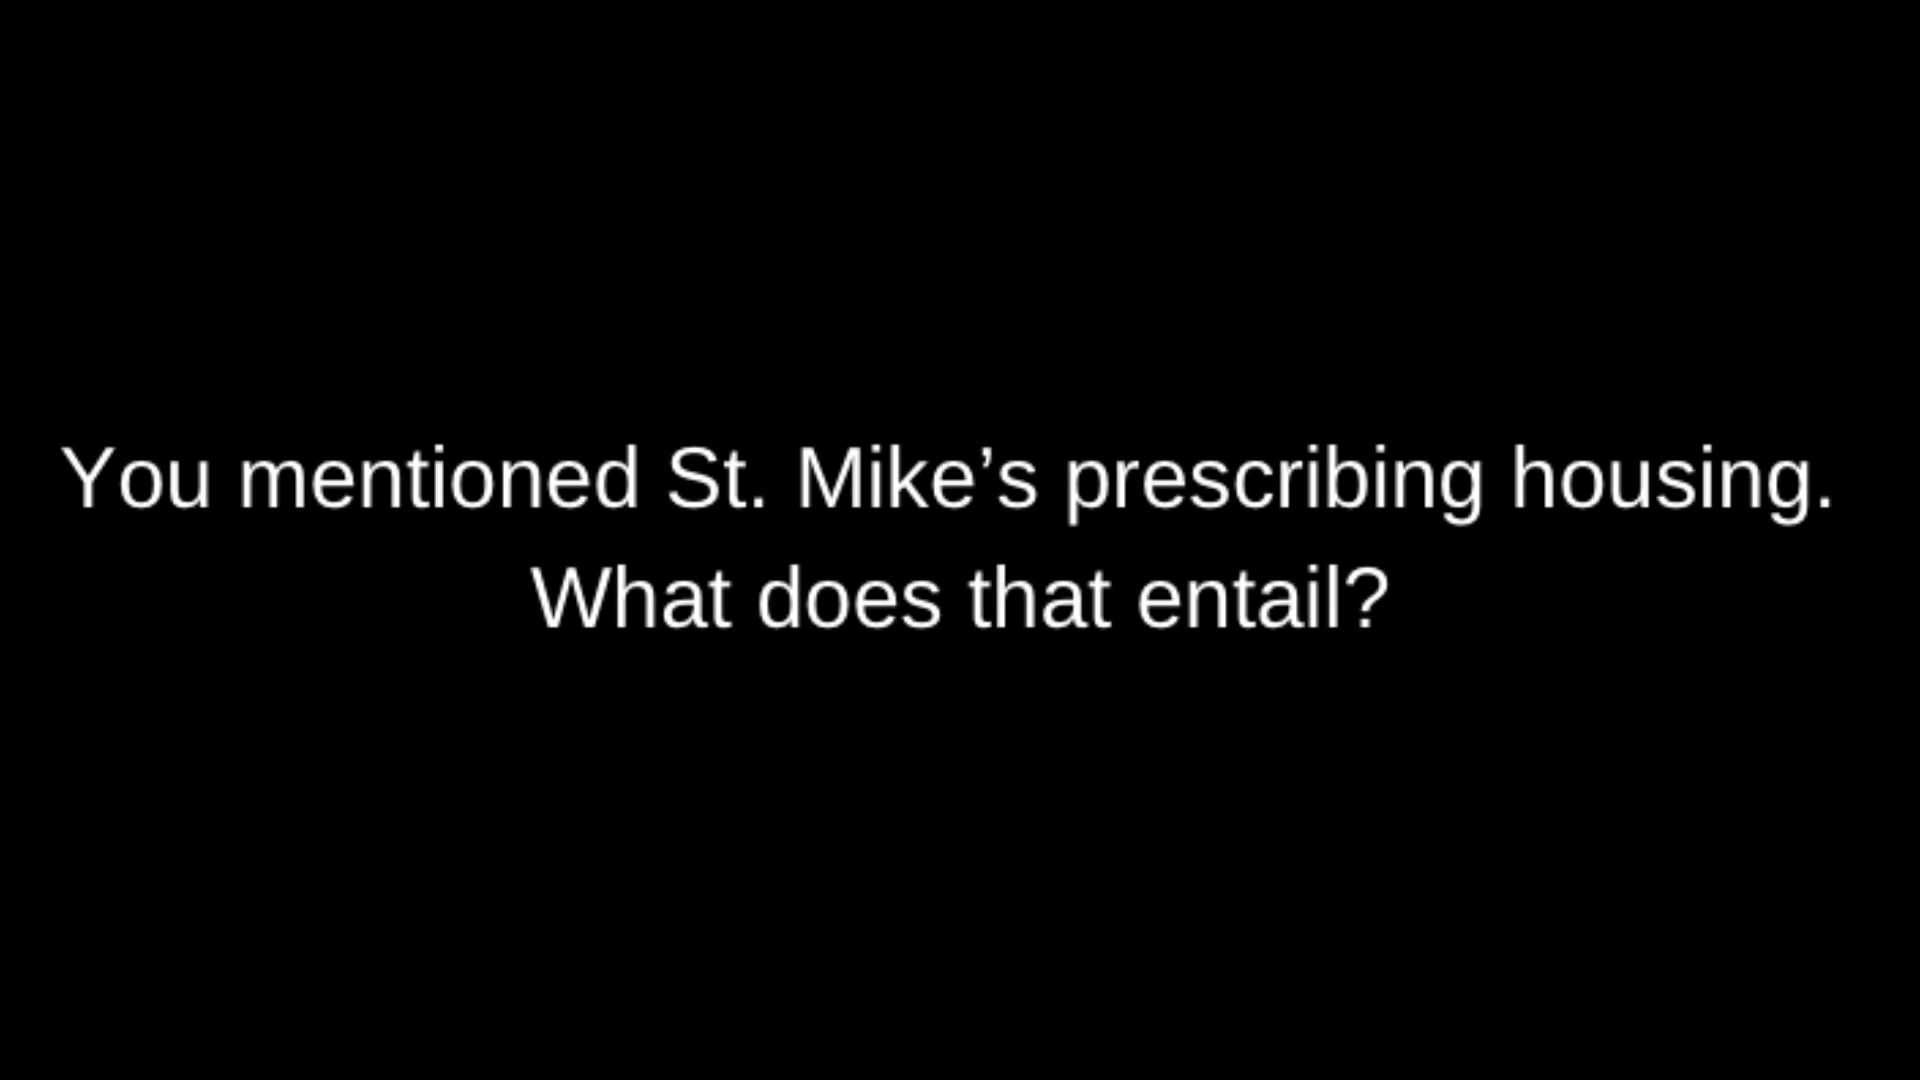 You mentioned St. Mike’s prescribing housing.
What does that entail?